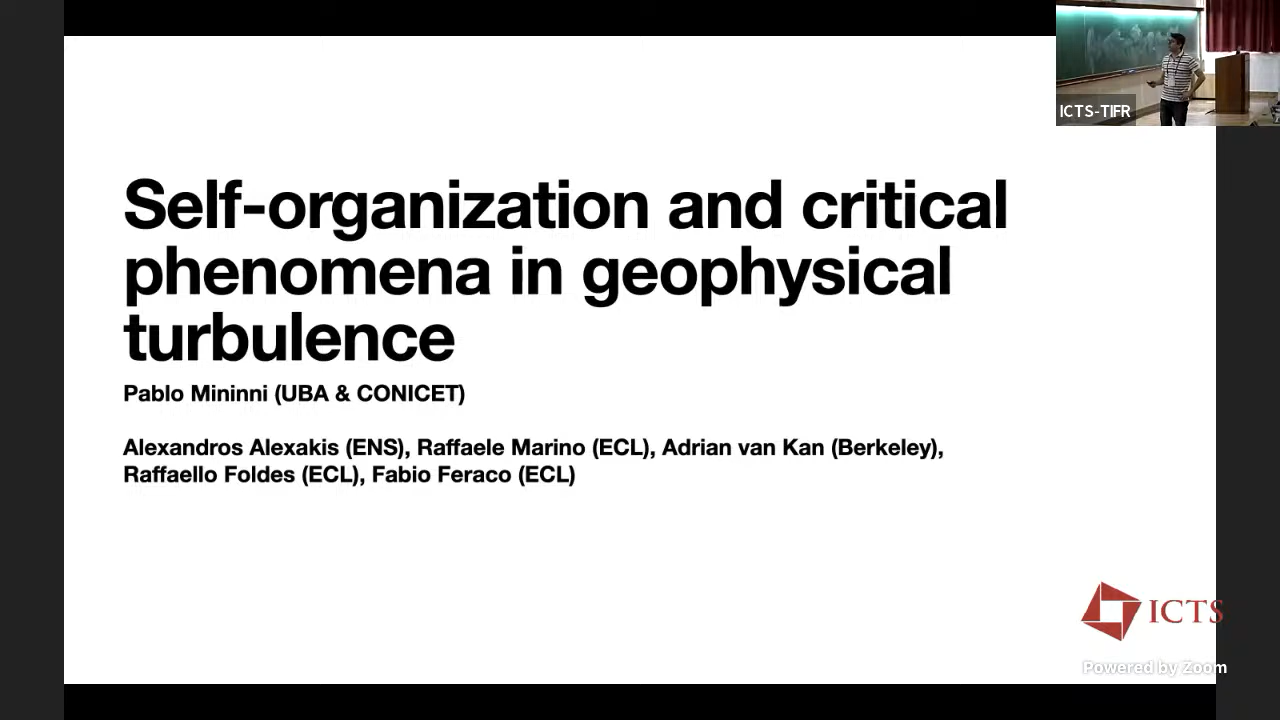 ICTS-TIFR
Self-organization and critical
phenomena in geophysical
turbulence
Pablo Mininni (UBA & CONICET)
Alexandros Alexakis (ENS), Raffaele Marino (ECL), Adrian van Kan (Berkeley),
Raffaello Foldes (ECL), Fabio Feraco (ECL)
ICTS
Powered by Zoom